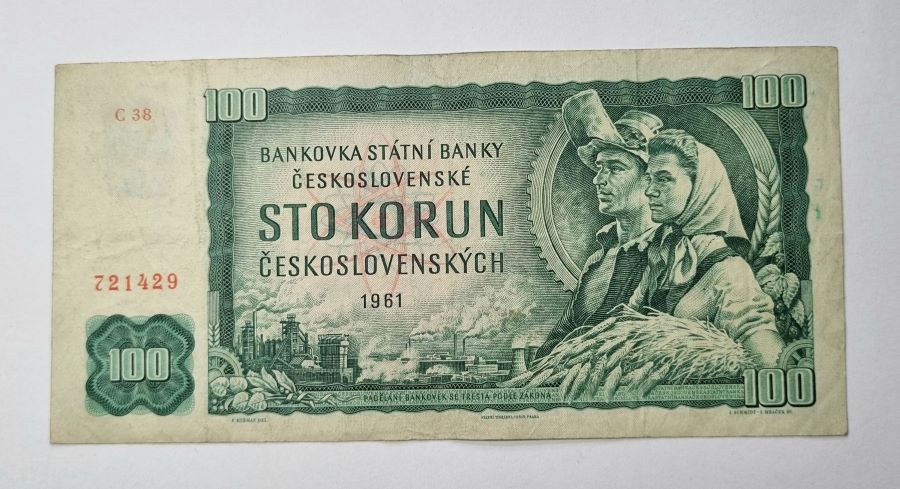 100
100
C 38
BANKOVKA STÁTNÍ BANKY
ČESKOSLOVENSKÉ
STO KORUN
ČESKOSLOVENSKÝCH
721429
1961
100
100
PADĚLÁNÍ BANKOVEK SE TRESTÁ PODLE ZÁKONA